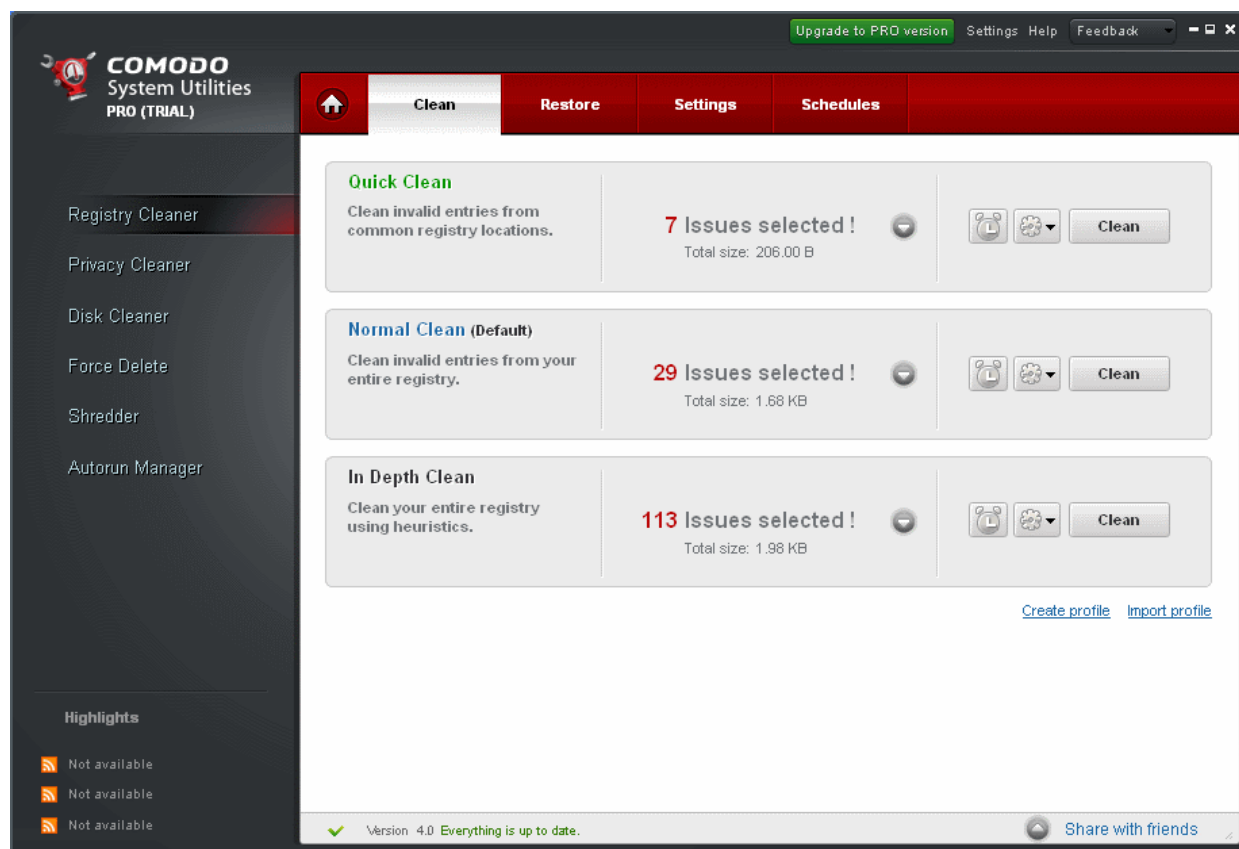 Upgrade to PRO version Settings Help Feedback
COMODO
System Utilities
PRO (TRIAL)
Clean Restore Settings Schedules
Registry Cleaner
Privacy Cleaner
Disk Cleaner
Force Delete
Shredder
Autorun Manager
Quick Clean
Clean invalid entries from
common registry locations.
7 Issues selected !
Total size: 206.00 B
Clean
Normal Clean (Default)
Clean invalid entries from your
entire registry.
29 Issues selected !
Total size: 1.68 KB
Clean
In Depth Clean
Clean your entire registry
using heuristics.
113 Issues selected !
Total size: 1.98 KB
Clean
Create profile Import profile
Highlights
Not available
Not available
Not available
Version 4.0 Everything is up to date.
Share with friends